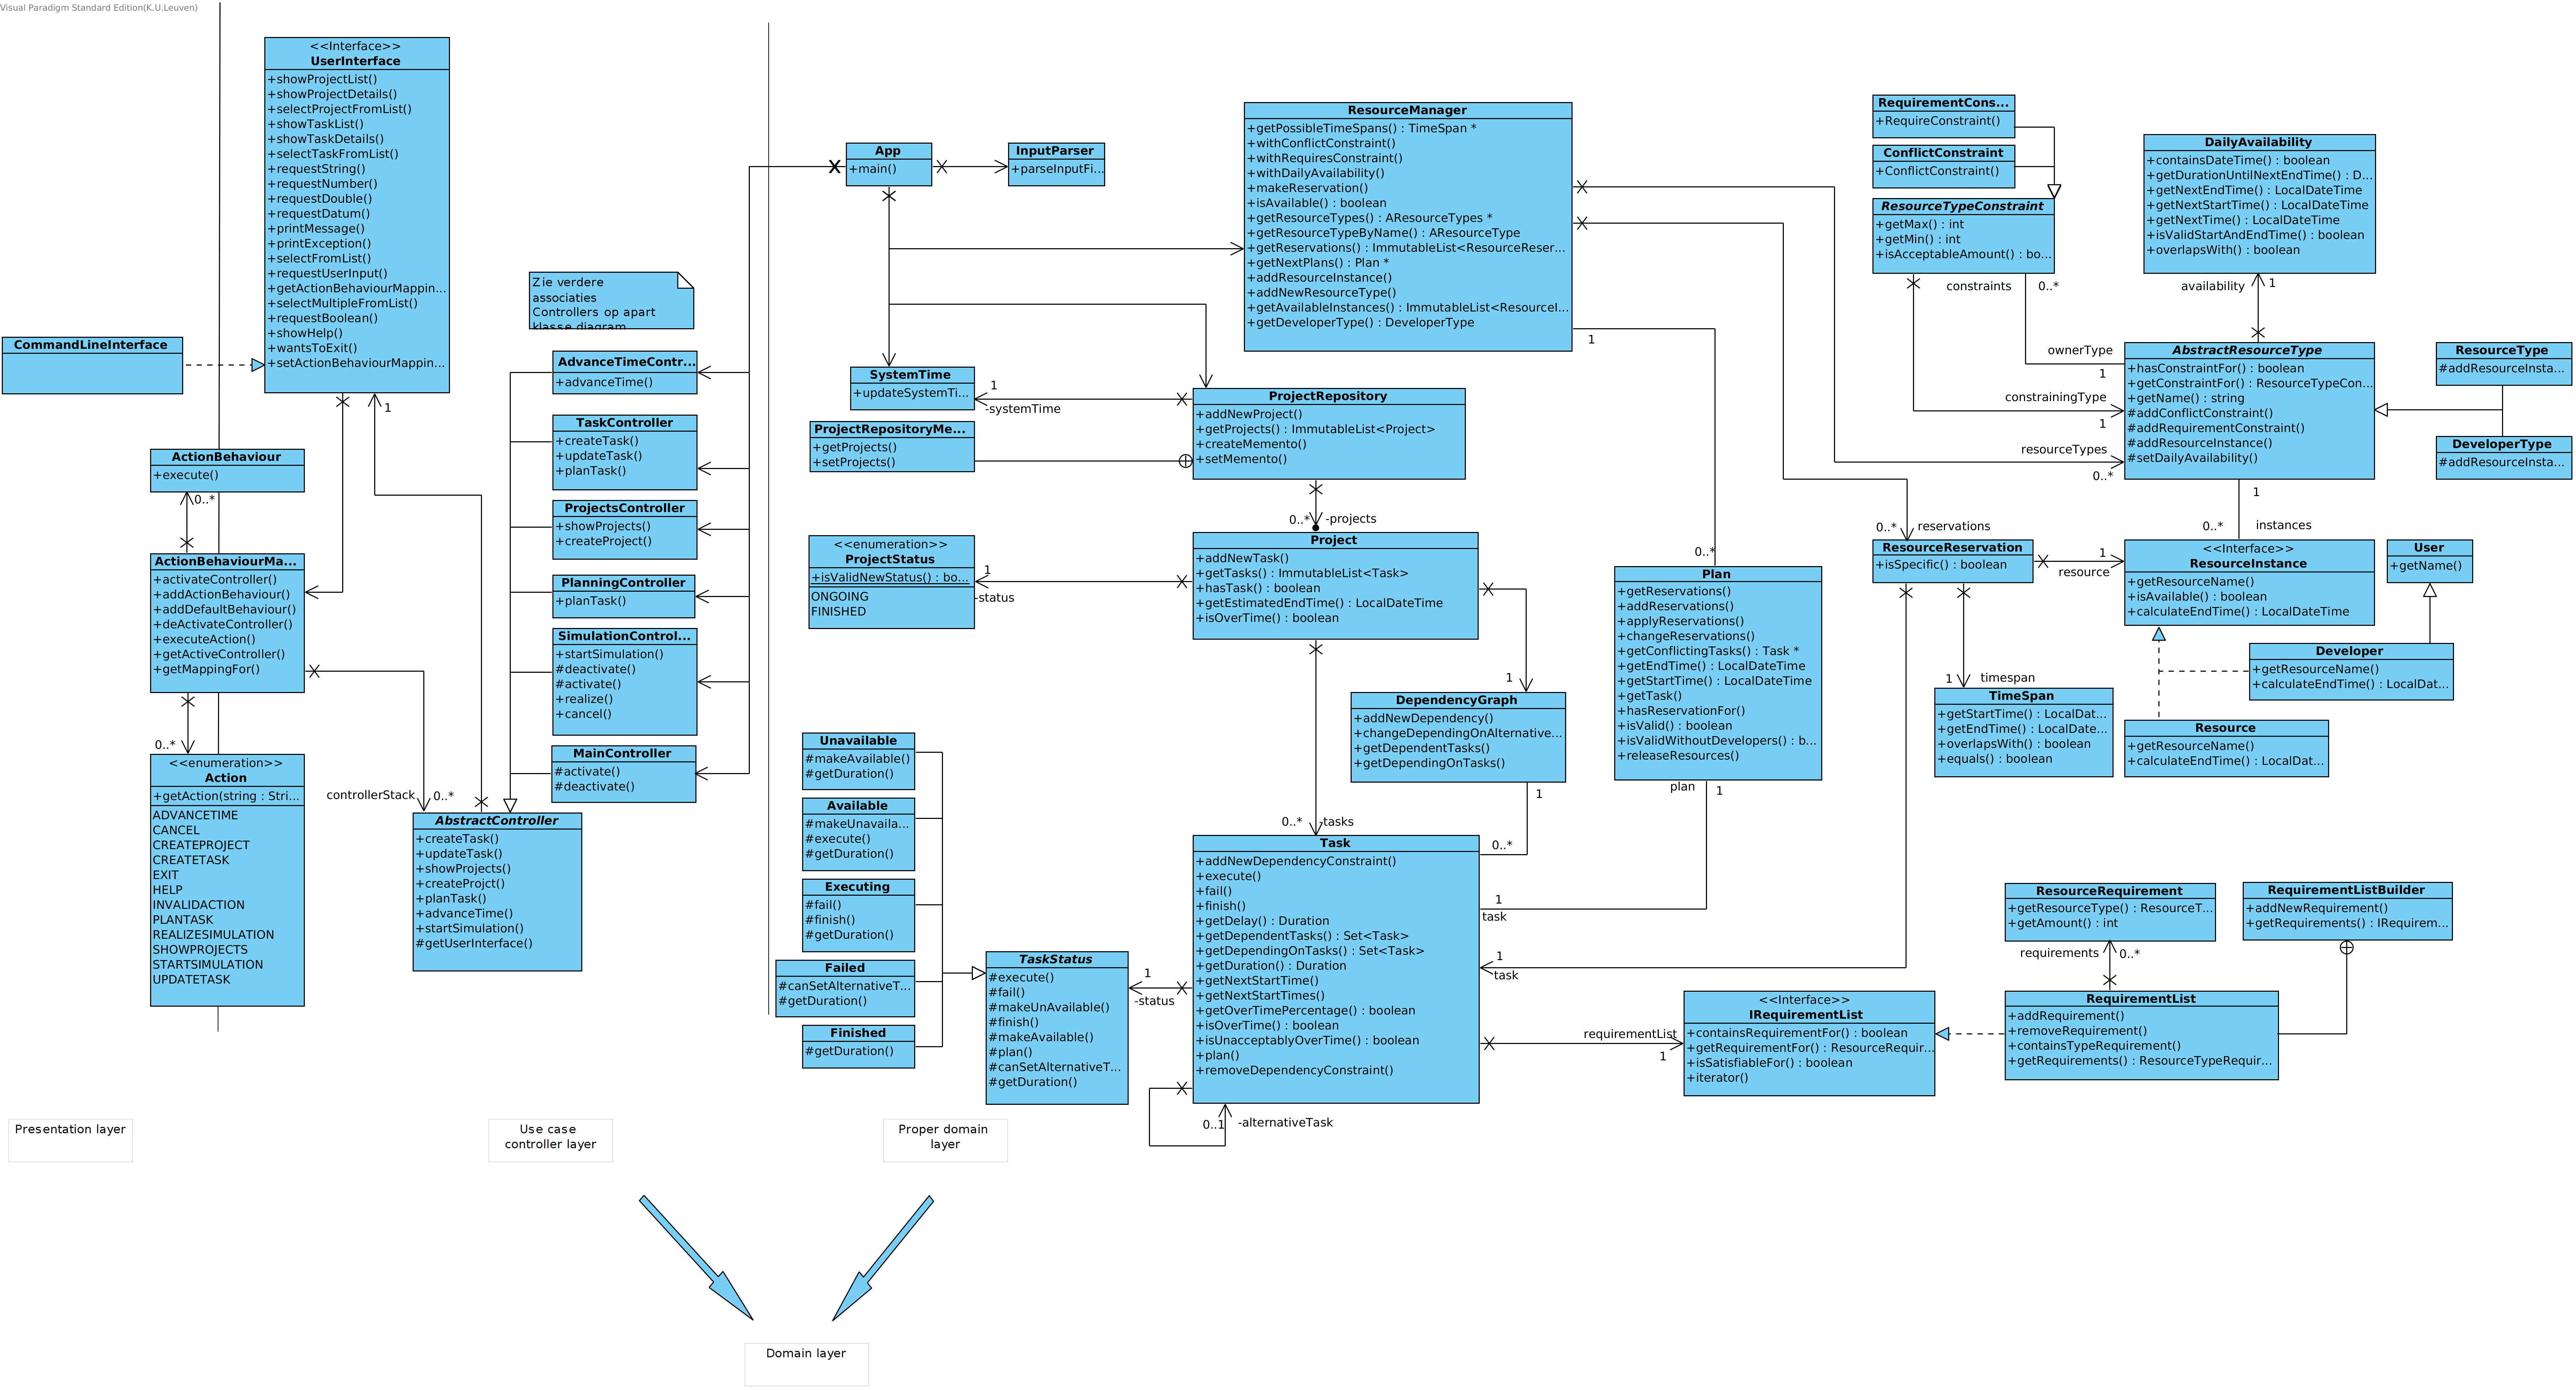 Visual Paradigm Standard Edition(K.U.Leuven)
<<Interface>>
UserInterface
+showProjectList()
+showProjectDetails()
+selectProjectFromList()
+showTaskList()
+showTaskDetails()
+selectTaskFromList()
+requestString()
+requestNumber()
+requestDouble()
+requestDatum()
+printMessage()
+printException()
+selectFromList()
+requestUserInput()
+getActionBehaviourMappin...
+selectMultipleFromList()
+requestBoolean()
+showHelp()
+wantsToExit()
+setActionBehaviourMappin...
CommandLineInterface
1
ActionBehaviour
+execute()
0..*
ActionBehaviourMa...
+activateController()
+addActionBehaviour()
+addDefaultBehaviour()
+deActivateController()
+executeAction()
+getActiveController()
+getMappingFor()
0..*
<<enumeration>>
Action
+getAction(string : Stri...
ADVANCETIME
CANCEL
CREATEPROJECT
CREATETASK
EXIT
HELP
INVALIDACTION
PLANTASK
REALIZESIMULATION
SHOWPROJECTS
STARTSIMULATION
UPDATETASK
controllerStack
0..*
AbstractController
+createTask()
+updateTask()
+showProjects()
+createProjct()
+planTask()
+advanceTime()
+startSimulation()
#getUserInterface()
Zie verdere
associaties
Controllers op apart
klasse diagram
AdvanceTimeContr...
+advanceTime()
TaskController
+createTask()
+updateTask()
+planTask()
ProjectsController
+showProjects()
+createProject()
PlanningController
+planTask()
SimulationControl...
+startSimulation()
#deactivate()
#activate()
+realize()
+cancel()
MainController
#activate()
#deactivate()
App
+main()
InputParser
+parseInputFi...
SystemTime
+updateSystemTi...
1
-systemTime
ProjectRepositoryMe...
+getProjects()
+setProjects()
ProjectRepository
+addNewProject()
+getProjects() : ImmutableList<Project>
+createMemento()
+setMemento()
0..*
-projects
<<enumeration>>
ProjectStatus
+isValidNewStatus() : bo...
ONGOING
FINISHED
1
-status
Project
+addNewTask()
+getTasks() : ImmutableList<Task>
+hasTask() : boolean
+getEstimatedEndTime() : LocalDateTime
+isOverTime() : boolean
1
DependencyGraph
+addNewDependency()
+changeDependingOnAlternative...
+getDependentTasks()
+getDependingOnTasks()
1
0..*
0..*
-tasks
Unavailable
#makeAvailable()
#getDuration()
Available
#makeUnavaila...
#execute()
#getDuration()
Executing
#fail()
#finish()
#getDuration()
Failed
#canSetAlternativeT...
#getDuration()
Finished
#getDuration()
TaskStatus
#execute()
#fail()
#makeUnAvailable()
#finish()
#makeAvailable()
#plan()
#canSetAlternativeT...
#getDuration()
1
-status
Task
+addNewDependencyConstraint()
+execute()
+fail()
+finish()
+getDelay() : Duration
+getDependentTasks() : Set<Task>
+getDependingOnTasks() : Set<Task>
+getDuration() : Duration
+getNextStartTime()
+getNextStartTimes()
+getOverTimePercentage() : boolean
+isOverTime() : boolean
+isUnacceptablyOverTime() : boolean
+plan()
+removeDependencyConstraint()
0..1
-alternativeTask
1
task
1
task
ResourceManager
+getPossibleTimeSpans() : TimeSpan *
+withConflictConstraint()
+withRequiresConstraint()
+withDailyAvailability()
+makeReservation()
+isAvailable() : boolean
+getResourceTypes() : AResourceTypes *
+getResourceTypeByName() : AResourceType
+getReservations() : ImmutableList<ResourceReser...
+getNextPlans() : Plan *
+addResourceInstance()
+addNewResourceType()
+getAvailableInstances() : ImmutableList<ResourceI...
+getDeveloperType() : DeveloperType
1
0..*
Plan
+getReservations()
+addReservations()
+applyReservations()
+changeReservations()
+getConflictingTasks() : Task *
+getEndTime() : LocalDateTime
+getStartTime() : LocalDateTime
+getTask()
+hasReservationFor()
+isValid() : boolean
+isValidWithoutDevelopers() : b...
+releaseResources()
plan
1
RequirementCons...
+RequireConstraint()
ConflictConstraint
+ConflictConstraint()
ResourceTypeConstraint
+getMax() : int
+getMin() : int
+isAcceptableAmount() : bo...
constraints
0..*
ownerType
1
constrainingType
1
resourceTypes
0..*
DailyAvailability
+containsDateTime() : boolean
+getDurationUntilNextEndTime() : D...
+getNextEndTime() : LocalDateTime
+getNextStartTime() : LocalDateTime
+getNextTime() : LocalDateTime
+isValidStartAndEndTime() : boolean
+overlapsWith() : boolean
availability
1
AbstractResourceType
+hasConstraintFor() : boolean
+getConstraintFor() : ResourceTypeCon...
+getName() : string
#addConflictConstraint()
#addRequirementConstraint()
#addResourceInstance()
#setDailyAvailability()
ResourceType
#addResourceInsta...
DeveloperType
#addResourceInsta...
1
0..*
instances
0..*
reservations
ResourceReservation
+isSpecific() : boolean
1
resource
<<Interface>>
ResourceInstance
+getResourceName()
+isAvailable() : boolean
+calculateEndTime() : LocalDateTime
User
+getName()
Developer
+getResourceName()
+calculateEndTime() : LocalDat...
Resource
+getResourceName()
+calculateEndTime() : LocalDat...
1
timespan
TimeSpan
+getStartTime() : LocalDat...
+getEndTime() : LocalDate...
+overlapsWith() : boolean
+equals() : boolean
ResourceRequirement
+getResourceType() : ResourceT...
+getAmount() : int
requirements
0..*
RequirementListBuilder
+addNewRequirement()
+getRequirements() : IRequirem...
RequirementList
+addRequirement()
+removeRequirement()
+containsTypeRequirement()
+getRequirements() : ResourceTypeRequir...
<<Interface>>
IRequirementList
+containsRequirementFor() : boolean
+getRequirementFor() : ResourceRequir...
+isSatisfiableFor() : boolean
+iterator()
requirementList
1
Presentation layer
Use case
controller layer
Proper domain
layer
Domain layer